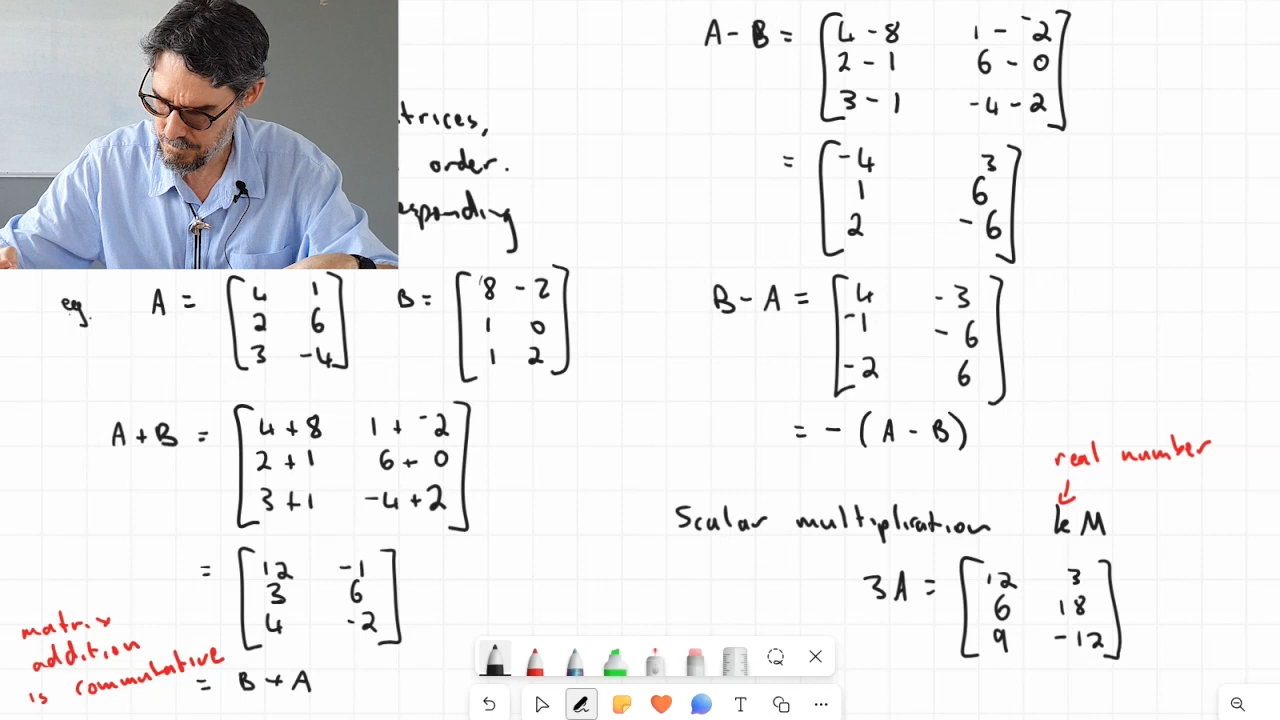 trices,
order.
sponding
eg. A = [4 1
2 6
3 -4] B = [8 -2
1 0
1 2]
A + B = [4 + 8 1 + -2
2 + 1 6 + 0
3 + 1 -4 + 2]
= [12 -1
3 6
4 -2]
= B + A
matrix
addition
is commutative
A - B = [4 - 8 1 - -2
2 - 1 6 - 0
3 - 1 -4 - 2]
= [-4 3
1 6
2 -6]
B - A = [4 -3
-1 -6
-2 6]
= - (A - B)
real number
Scalar multiplication kM
3A = [12 3
6 18
9 -12]
T